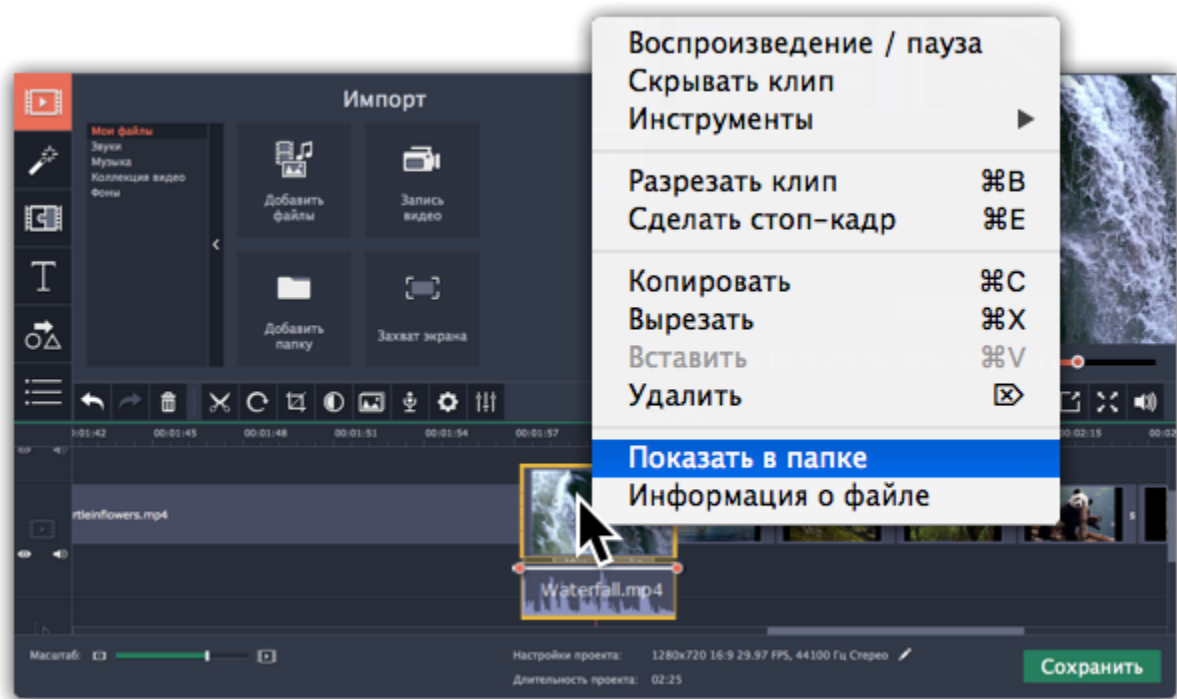 Воспроизведение / пауза
Скрывать клип
Инструменты ▶
Разрезать клип ⌘B
Сделать стоп-кадр ⌘E
Копировать ⌘C
Вырезать ⌘X
Вставить ⌘V
Удалить ⌦
Показать в папке
Информация о файле
Импорт
Мои файлы
Звуки
Музыка
Коллекция видео
Фоны
Добавить
файлы
Запись
видео
Добавить
папку
Захват экрана
0:01:42 00:01:45 00:01:48 00:01:51 00:01:54 00:01:57 00:02:15 00:02
rtleinflowers.mp4
s
Waterfall.mp4
Масштаб:
Настройки проекта: 1280x720 16:9 29.97 FPS, 44100 Гц Стерео
Длительность проекта: 02:25
Сохранить